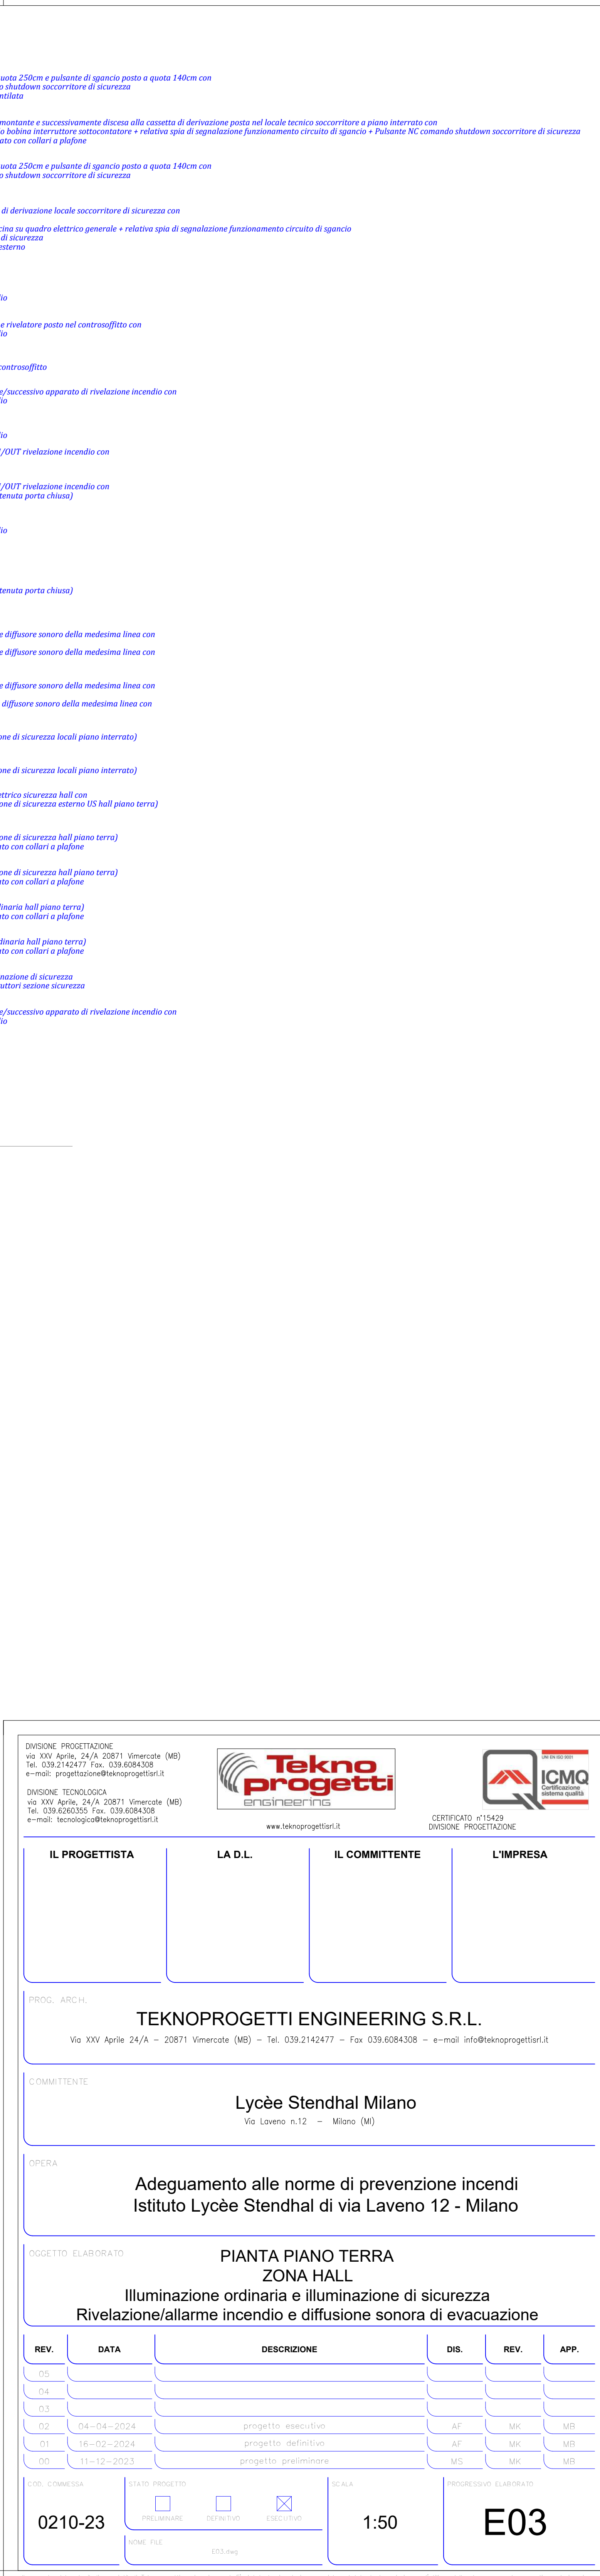 uota 250cm e pulsante di sgancio posto a quota 140cm con
o shutdown soccorritore di sicurezza
ntilata
montante e successivamente discesa alla cassetta di derivazione posta nel locale tecnico soccorritore a piano interrato con
o bobina interruttore sottocontatore + relativa spia di segnalazione funzionamento circuito di sgancio + Pulsante NC comando shutdown soccorritore di sicurezza
ato con collari a plafone
uota 250cm e pulsante di sgancio posto a quota 140cm con
o shutdown soccorritore di sicurezza
di derivazione locale soccorritore di sicurezza con
cina su quadro elettrico generale + relativa spia di segnalazione funzionamento circuito di sgancio
di sicurezza
esterno
io
e rivelatore posto nel controsoffitto con
io
controsoffitto
e/successivo apparato di rivelazione incendio con
io
io
/OUT rivelazione incendio con
/OUT rivelazione incendio con
tenuta porta chiusa)
io
tenuta porta chiusa)
e diffusore sonoro della medesima linea con
e diffusore sonoro della medesima linea con
e diffusore sonoro della medesima linea con
diffusore sonoro della medesima linea con
one di sicurezza locali piano interrato)
one di sicurezza locali piano interrato)
ettrico sicurezza hall con
one di sicurezza esterno US hall piano terra)
one di sicurezza hall piano terra)
ato con collari a plafone
one di sicurezza hall piano terra)
ato con collari a plafone
linaria hall piano terra)
ato con collari a plafone
dinaria hall piano terra)
ato con collari a plafone
nazione di sicurezza
uttori sezione sicurezza
e/successivo apparato di rivelazione incendio con
io
DIVISIONE PROGETTAZIONE
via XXV Aprile, 24/A 20871 Vimercate (MB)
Tel. 039.2142477 Fax. 039.6084308
e-mail: progettazione@teknoprogettisrl.it
DIVISIONE TECNOLOGICA
via XXV Aprile, 24/A 20871 Vimercate (MB)
Tel. 039.6260355 Fax. 039.6084308
e-mail: tecnologica@teknoprogettisrl.it
Tekno
progetti
engineering
www.teknoprogettisrl.it
UNI EN ISO 9001
ICMQ
Certificazione
sistema qualità
CERTIFICATO n°15429
DIVISIONE PROGETTAZIONE
IL PROGETTISTA LA D.L. IL COMMITTENTE L'IMPRESA
PROG. ARCH.
TEKNOPROGETTI ENGINEERING S.R.L.
Via XXV Aprile 24/A - 20871 Vimercate (MB) - Tel. 039.2142477 - Fax 039.6084308 - e-mail info@teknoprogettisrl.it
COMMITTENTE
Lycèe Stendhal Milano
Via Laveno n.12 - Milano (MI)
OPERA
Adeguamento alle norme di prevenzione incendi
Istituto Lycèe Stendhal di via Laveno 12 - Milano
OGGETTO ELABORATO
PIANTA PIANO TERRA
ZONA HALL
Illuminazione ordinaria e illuminazione di sicurezza
Rivelazione/allarme incendio e diffusione sonora di evacuazione
REV. DATA DESCRIZIONE DIS. REV. APP.
05
04
03
02 04-04-2024 progetto esecutivo AF MK MB
01 16-02-2024 progetto definitivo AF MK MB
00 11-12-2023 progetto preliminare MS MK MB
COD. COMMESSA
0210-23
STATO PROGETTO
PRELIMINARE DEFINITIVO ESECUTIVO
NOME FILE
E03.dwg
SCALA
1:50
PROGRESSIVO ELABORATO
E03